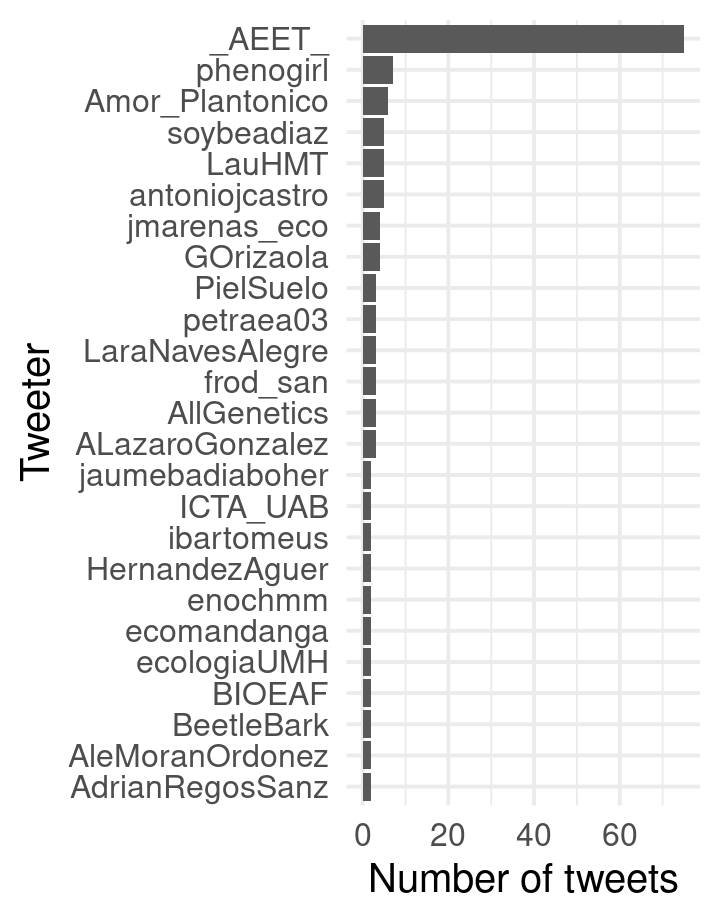 _AEET_
phenogirl
Amor_Plantonico
soybeadiaz
LauHMT
antoniojcastro
jmarenas_eco
GOrizaola
PielSuelo
petraea03
LaraNavesAlegre
frod_san
AllGenetics
ALazaroGonzalez
jaumebadiaboher
ICTA_UAB
ibartomeus
HernandezAguer
enochmm
ecomandanga
ecologiaUMH
BIOEAF
BeetleBark
AleMoranOrdonez
AdrianRegosSanz
Tweeter
0 20 40 60
Number of tweets